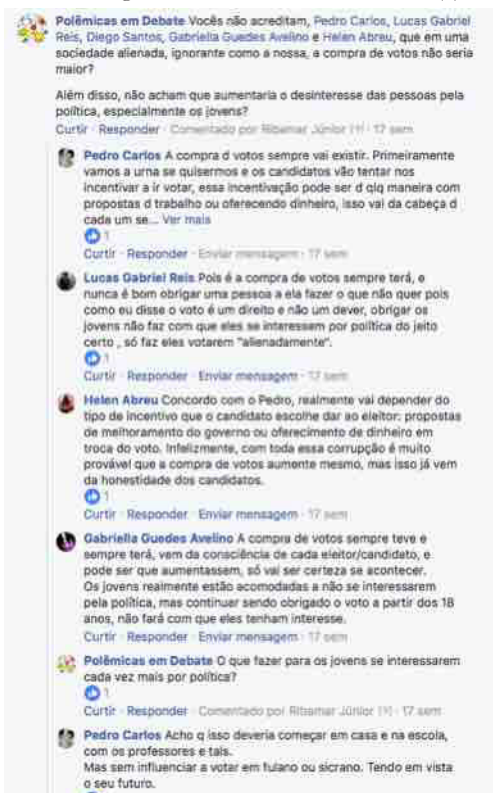 Polêmicas em Debate Vocês não acreditam, Pedro Carlos, Lucas Gabriel
Reis, Diego Santos, Gabriella Guedes Avelino e Helen Abreu, que em uma
sociedade alienada, ignorante como a nossa, a compra de votos não seria
maior?
Além disso, não acham que aumentaria o desinteresse das pessoas pela
política, especialmente os jovens?
Curtir · Responder · Comentado por Ribamar Júnior [?] · 17 sem
Pedro Carlos A compra d votos sempre vai existir. Primeiramente
vamos a urna se quisermos e os candidatos vão tentar nos
incentivar a ir votar, essa incentivação pode ser d qlq maneira com
propostas d trabalho ou oferecendo dinheiro, isso vai da cabeça d
cada um se... Ver mais
1
Curtir · Responder · Enviar mensagem · 17 sem
Lucas Gabriel Reis Pois é a compra de votos sempre terá, e
nunca é bom obrigar uma pessoa a ela fazer o que não quer pois
como eu disse o voto é um direito e não um dever, obrigar os
jovens não faz com que eles se interessem por política do jeito
certo , só faz eles votarem "alienadamente".
1
Curtir · Responder · Enviar mensagem · 17 sem
Helen Abreu Concordo com o Pedro, realmente vai depender do
tipo de incentivo que o candidato escolhe dar ao eleitor: propostas
de melhoramento do governo ou oferecimento de dinheiro em
troca do voto. Infelizmente, com toda essa corrupção é muito
provável que a compra de votos aumente mesmo, mas isso já vem
da honestidade dos candidatos.
1
Curtir · Responder · Enviar mensagem · 17 sem
Gabriella Guedes Avelino A compra de votos sempre teve e
sempre terá, vem da consciência de cada eleitor/candidato, e
pode ser que aumentassem, só vai ser certeza se acontecer.
Os jovens realmente estão acomodadas a não se interessarem
pela política, mas continuar sendo obrigado o voto a partir dos 18
anos, não fará com que eles tenham interesse.
Curtir · Responder · Enviar mensagem · 17 sem
Polêmicas em Debate O que fazer para os jovens se interessarem
cada vez mais por política?
1
Curtir · Responder · Comentado por Ribamar Júnior [?] · 17 sem
Pedro Carlos Acho q isso deveria começar em casa e na escola,
com os professores e tals.
Mas sem influenciar a votar em fulano ou sicrano. Tendo em vista
o seu futuro.